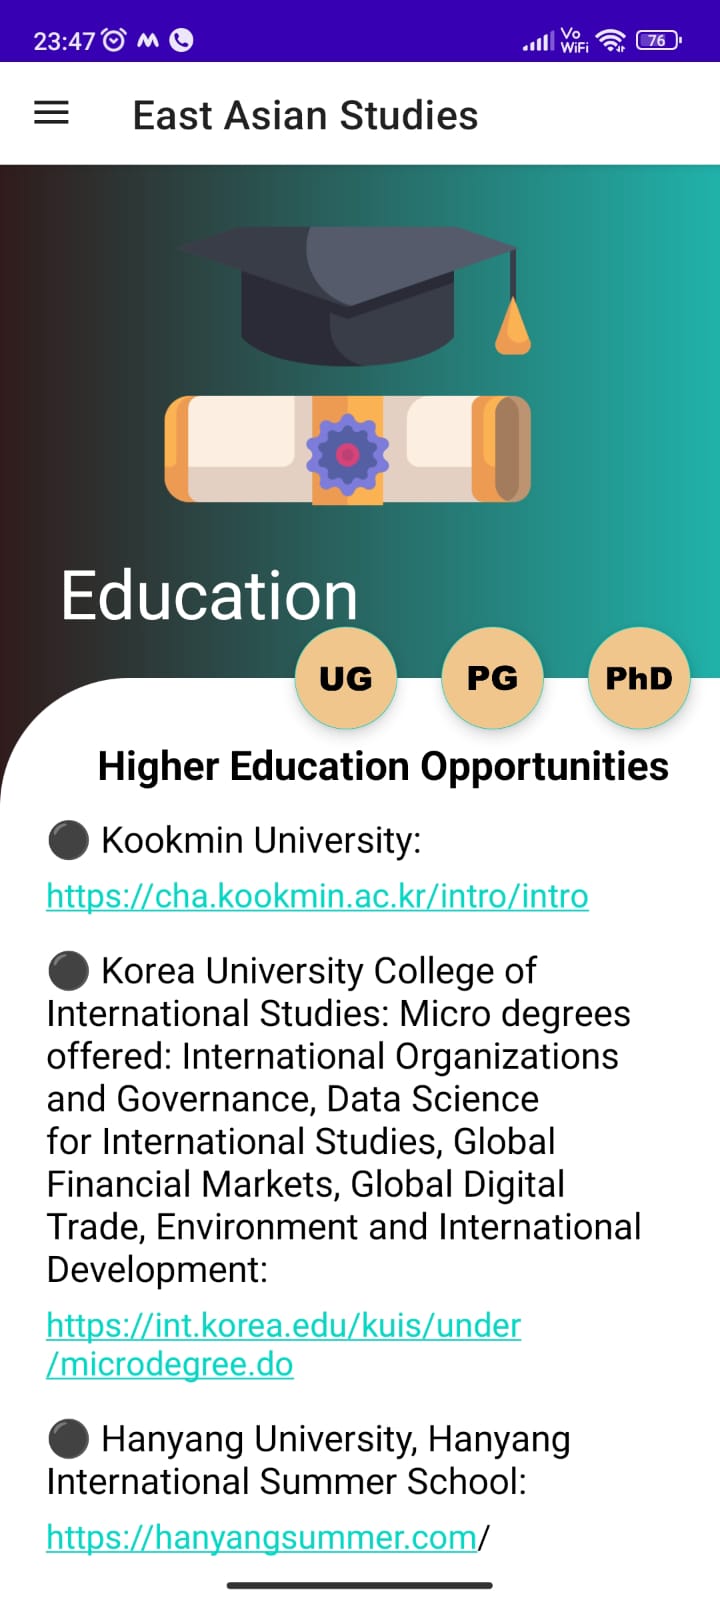 23:47
Vo
WiFi
76
East Asian Studies
Education
UG
PG
PhD
Higher Education Opportunities
Kookmin University:
https://cha.kookmin.ac.kr/intro/intro
Korea University College of
International Studies: Micro degrees
offered: International Organizations
and Governance, Data Science
for International Studies, Global
Financial Markets, Global Digital
Trade, Environment and International
Development:
https://int.korea.edu/kuis/under
/microdegree.do
Hanyang University, Hanyang
International Summer School:
https://hanyangsummer.com/